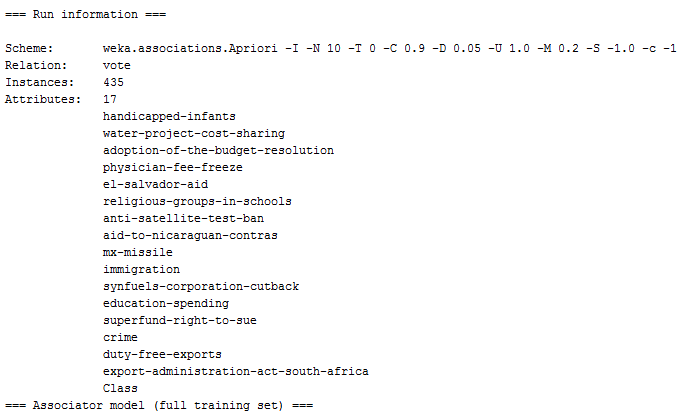 === Run information ===
Scheme: weka.associations.Apriori -I -N 10 -T 0 -C 0.9 -D 0.05 -U 1.0 -M 0.2 -S -1.0 -c -1
Relation: vote
Instances: 435
Attributes: 17
handicapped-infants
water-project-cost-sharing
adoption-of-the-budget-resolution
physician-fee-freeze
el-salvador-aid
religious-groups-in-schools
anti-satellite-test-ban
aid-to-nicaraguan-contras
mx-missile
immigration
synfuels-corporation-cutback
education-spending
superfund-right-to-sue
crime
duty-free-exports
export-administration-act-south-africa
Class
=== Associator model (full training set) ===